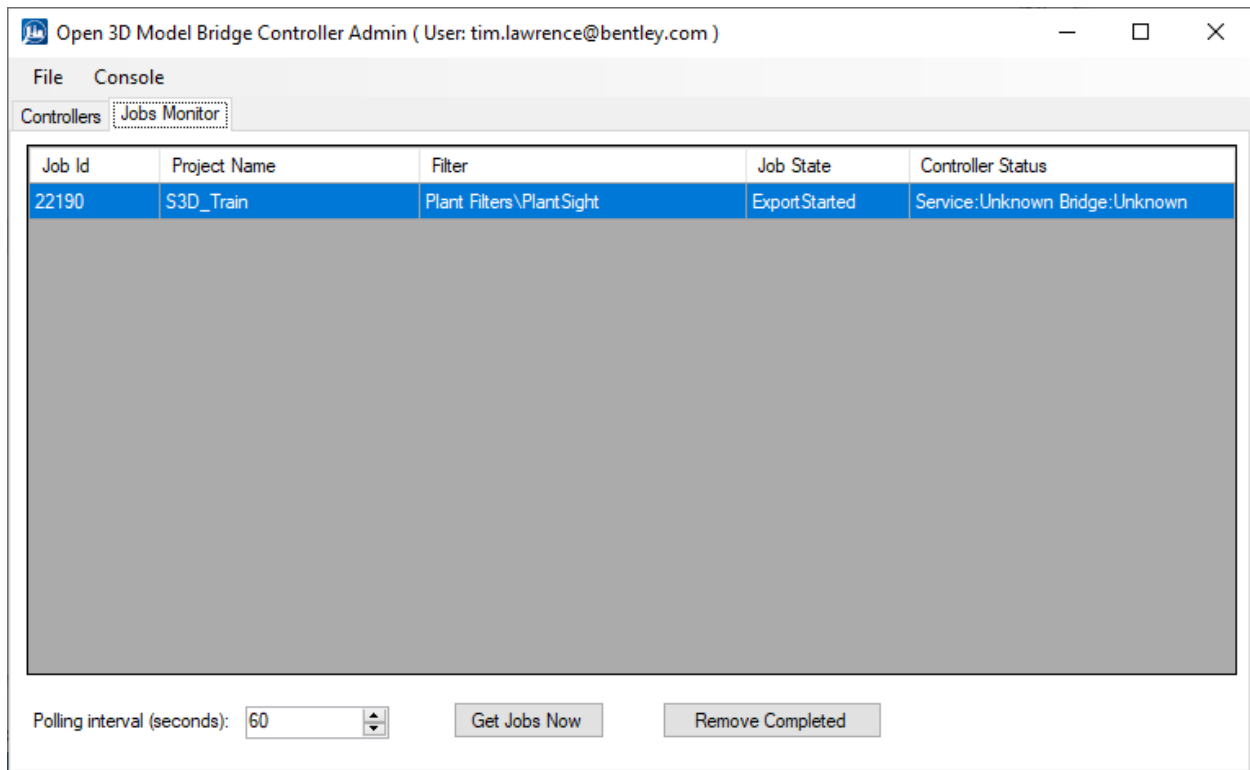 Open 3D Model Bridge Controller Admin ( User: tim.lawrence@bentley.com )
File Console
Controllers Jobs Monitor
Job Id Project Name Filter Job State Controller Status
22190 S3D_Train Plant Filters\PlantSight ExportStarted Service:Unknown Bridge:Unknown
Polling interval (seconds): 60 Get Jobs Now Remove Completed